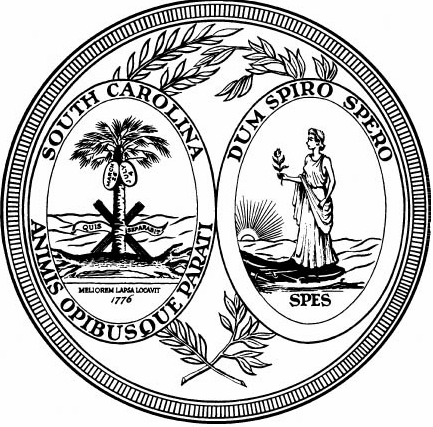 SOUTH CAROLINA
QUIS SEPARABIT
MELIOREM LAPSA LOCAVIT
1776
ANIMIS OPIBUSQUE PARATI
DUM SPIRO SPERO
SPES